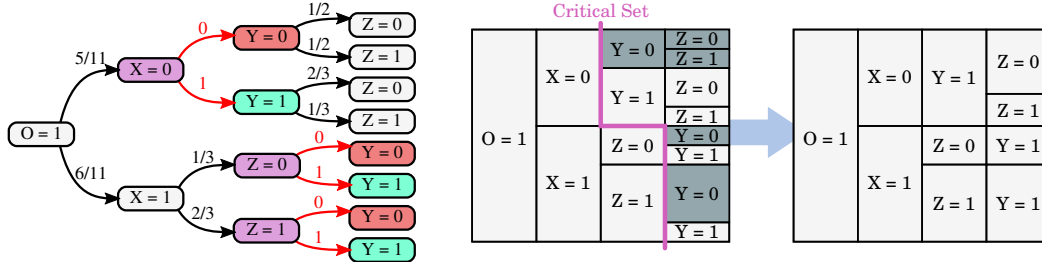 Critical Set
O = 1
5/11
6/11
X = 0
X = 1
0
1
1/3
2/3
Y = 0
Y = 1
Z = 0
Z = 1
1/2
1/2
2/3
1/3
0
1
0
1
Z = 0
Z = 1
Z = 0
Z = 1
Y = 0
Y = 1
Y = 0
Y = 1
O = 1
X = 0
X = 1
Y = 0
Y = 1
Z = 0
Z = 1
Z = 0
Z = 1
Z = 0
Z = 1
Y = 0
Y = 1
Y = 0
Y = 1
O = 1
X = 0
X = 1
Y = 1
Z = 0
Z = 1
Z = 0
Z = 1
Y = 1
Y = 1